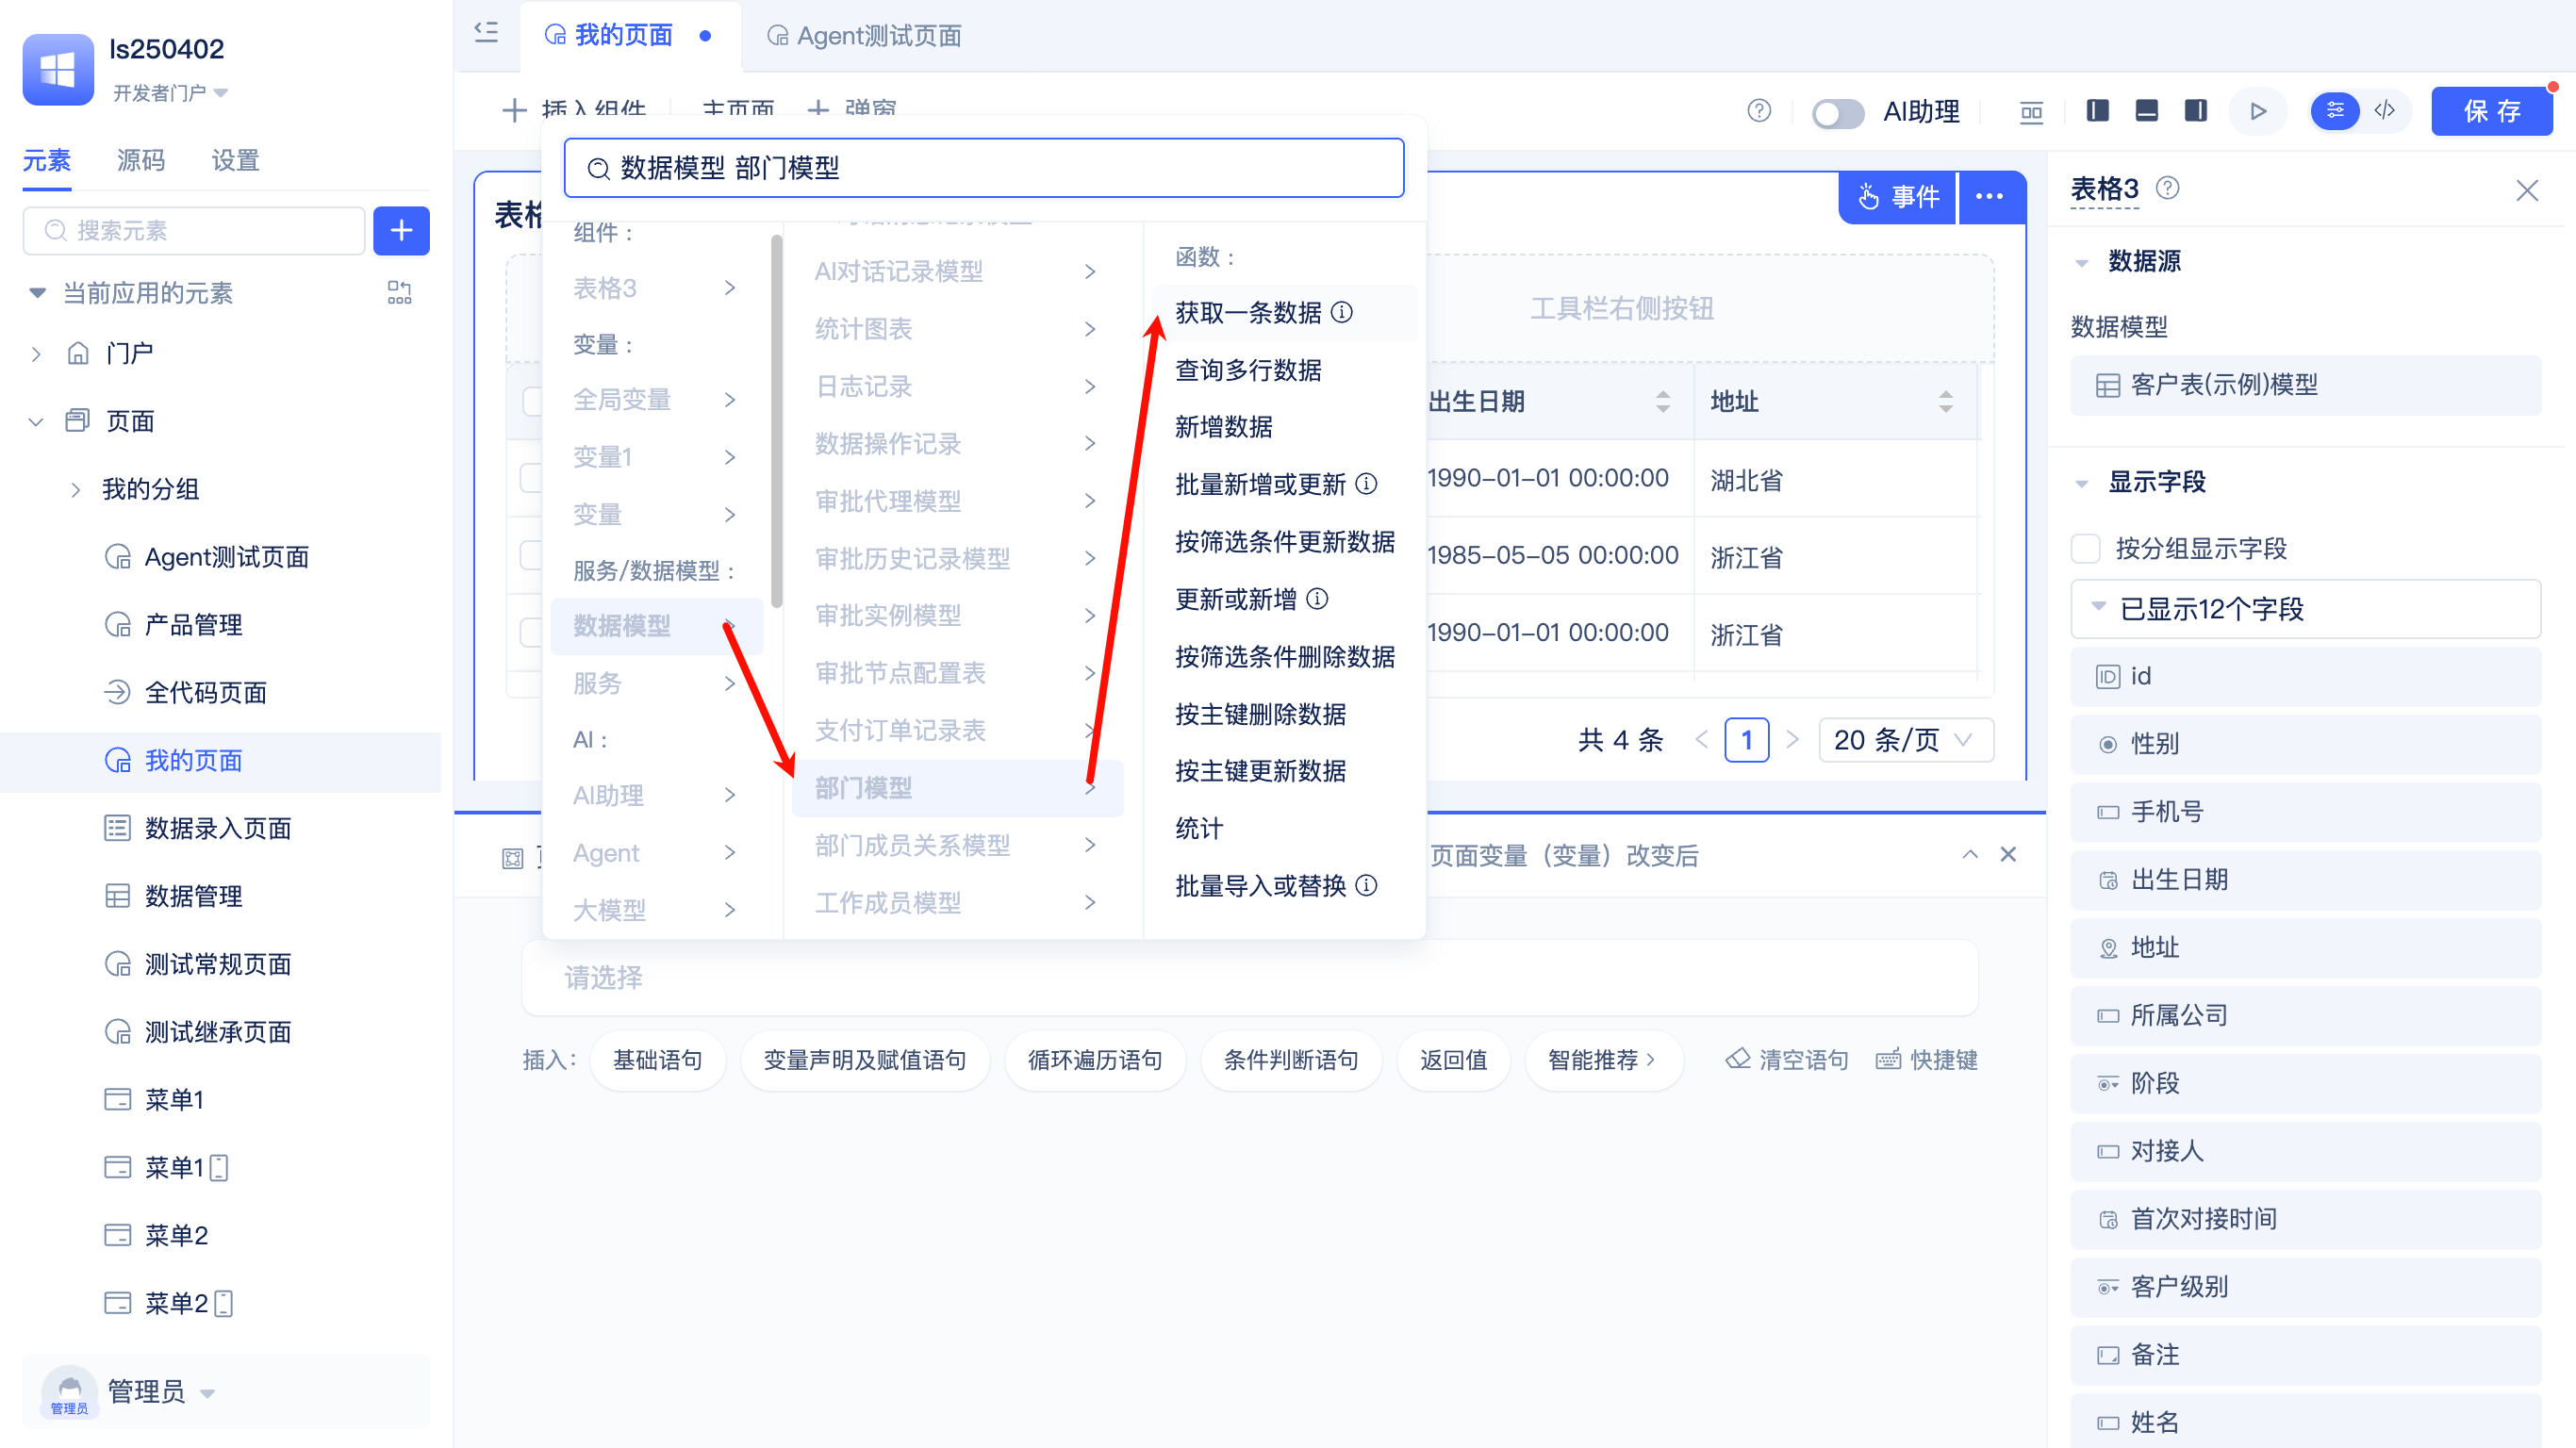 ls250402
开发者门户
元素
源码
设置
搜索元素
当前应用的元素
门户
页面
我的分组
Agent测试页面
产品管理
全代码页面
我的页面
数据录入页面
数据管理
测试常规页面
测试继承页面
菜单1
菜单1
菜单2
菜单2
管理员
管理员
我的页面
Agent测试页面
插入组件
主页面
弹窗
AI助理
保 存
数据模型 部门模型
组件：
表格3
变量：
全局变量
变量1
变量
服务/数据模型：
数据模型
服务
AI：
AI助理
Agent
大模型
AI对话记录模型
统计图表
日志记录
数据操作记录
审批代理模型
审批历史记录模型
审批实例模型
审批节点配置表
支付订单记录表
部门模型
部门成员关系模型
工作成员模型
函数：
获取一条数据
查询多行数据
新增数据
批量新增或更新
按筛选条件更新数据
更新或新增
按筛选条件删除数据
按主键删除数据
按主键更新数据
统计
批量导入或替换
事件
工具栏右侧按钮
出生日期
地址
1990-01-01 00:00:00
湖北省
1985-05-05 00:00:00
浙江省
1990-01-01 00:00:00
浙江省
共 4 条
1
20 条/页
页面变量（变量）改变后
请选择
插入：
基础语句
变量声明及赋值语句
循环遍历语句
条件判断语句
返回值
智能推荐
清空语句
快捷键
表格3
数据源
数据模型
客户表(示例)模型
显示字段
按分组显示字段
已显示12个字段
id
性别
手机号
出生日期
地址
所属公司
阶段
对接人
首次对接时间
客户级别
备注
姓名